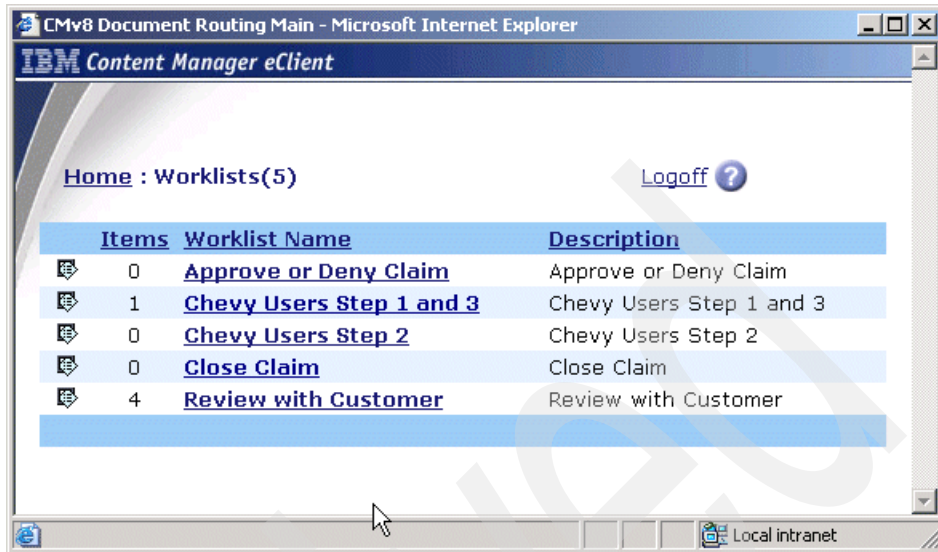 CMv8 Document Routing Main - Microsoft Internet Explorer
IBM Content Manager eClient
Home : Worklists(5) Logoff ?
Items Worklist Name Description
0 Approve or Deny Claim Approve or Deny Claim
1 Chevy Users Step 1 and 3 Chevy Users Step 1 and 3
0 Chevy Users Step 2 Chevy Users Step 2
0 Close Claim Close Claim
4 Review with Customer Review with Customer
Local intranet